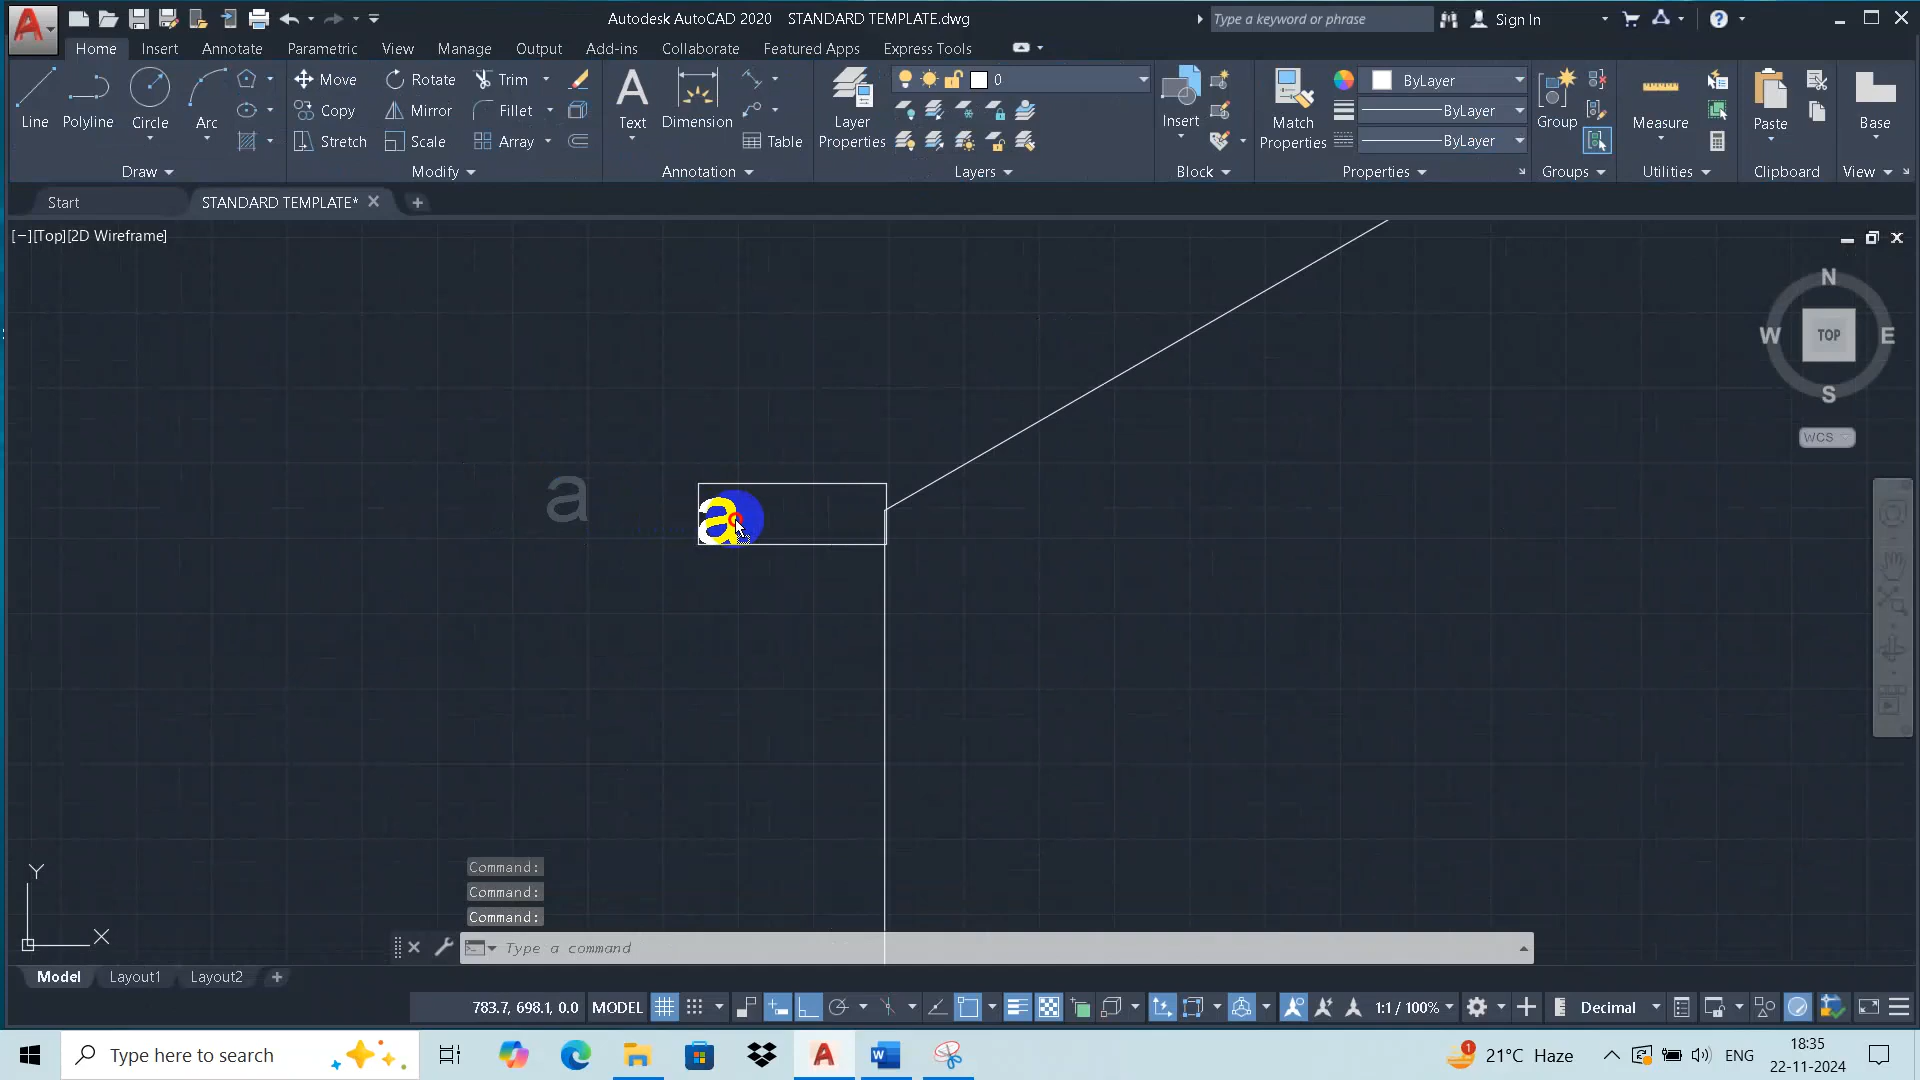 Autodesk AutoCAD 2020 STANDARD TEMPLATE.dwg
Type a keyword or phrase
Sign In
Home Insert Annotate Parametric View Manage Output Add-ins Collaborate Featured Apps Express Tools
Line Polyline Circle Arc
Move Rotate Trim
Copy Mirror Fillet
Stretch Scale Array
Text Dimension Table
Layer Properties
0
Insert
Match Properties
ByLayer
ByLayer
ByLayer
Group
Measure
Paste
Base
Draw Modify Annotation Layers Block Properties Groups Utilities Clipboard View
Start STANDARD TEMPLATE*
[−][Top][2D Wireframe]
N
W TOP E
S
WCS
a
a
Y
X
Command:
Command:
Command:
Type a command
Model Layout1 Layout2
783.7, 698.1, 0.0 MODEL 1:1 / 100% Decimal
Type here to search
1
21°C Haze
ENG
18:35
22-11-2024